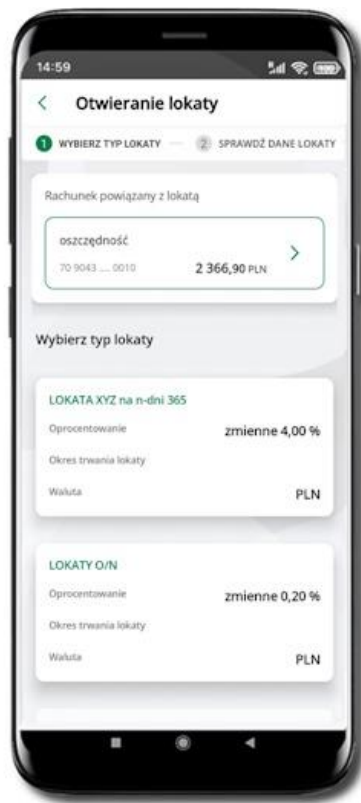 14:59
Otwieranie lokaty
1 WYBIERZ TYP LOKATY 2 SPRAWDŹ DANE LOKATY
Rachunek powiązany z lokatą
oszczędność
70 9043 .... 0010 2 366,90 PLN
Wybierz typ lokaty
LOKATA XYZ na n-dni 365
Oprocentowanie zmienne 4,00 %
Okres trwania lokaty
Waluta PLN
LOKATY O/N
Oprocentowanie zmienne 0,20 %
Okres trwania lokaty
Waluta PLN